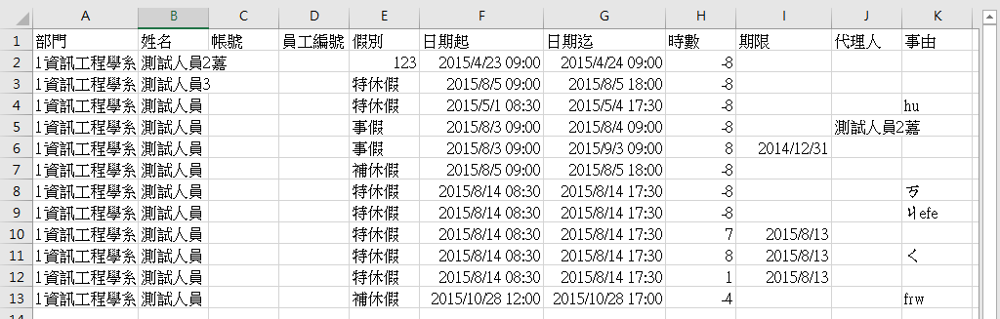 A B C D E F G H I J K
1 部門 姓名 帳號 員工編號 假別 日期起 日期迄 時數 期限 代理人 事由
2 1資訊工程學系 測試人員2蓋 123 2015/4/23 09:00 2015/4/24 09:00 -8
3 1資訊工程學系 測試人員3 特休假 2015/8/5 09:00 2015/8/5 18:00 -8
4 1資訊工程學系 測試人員 特休假 2015/5/1 08:30 2015/5/4 17:30 -8 hu
5 1資訊工程學系 測試人員 事假 2015/8/3 09:00 2015/8/4 09:00 -8 測試人員2蓋
6 1資訊工程學系 測試人員 事假 2015/8/3 09:00 2015/9/3 09:00 8 2014/12/31
7 1資訊工程學系 測試人員 補休假 2015/8/5 09:00 2015/8/5 18:00 -8
8 1資訊工程學系 測試人員 特休假 2015/8/14 08:30 2015/8/14 17:30 -8 ㄞ
9 1資訊工程學系 測試人員 特休假 2015/8/14 08:30 2015/8/14 17:30 -8 ㄐefe
10 1資訊工程學系 測試人員 特休假 2015/8/14 08:30 2015/8/14 17:30 7 2015/8/13
11 1資訊工程學系 測試人員 特休假 2015/8/14 08:30 2015/8/14 17:30 8 2015/8/13 ㄑ
12 1資訊工程學系 測試人員 特休假 2015/8/14 08:30 2015/8/14 17:30 1 2015/8/13
13 1資訊工程學系 測試人員 補休假 2015/10/28 12:00 2015/10/28 17:00 -4 frw